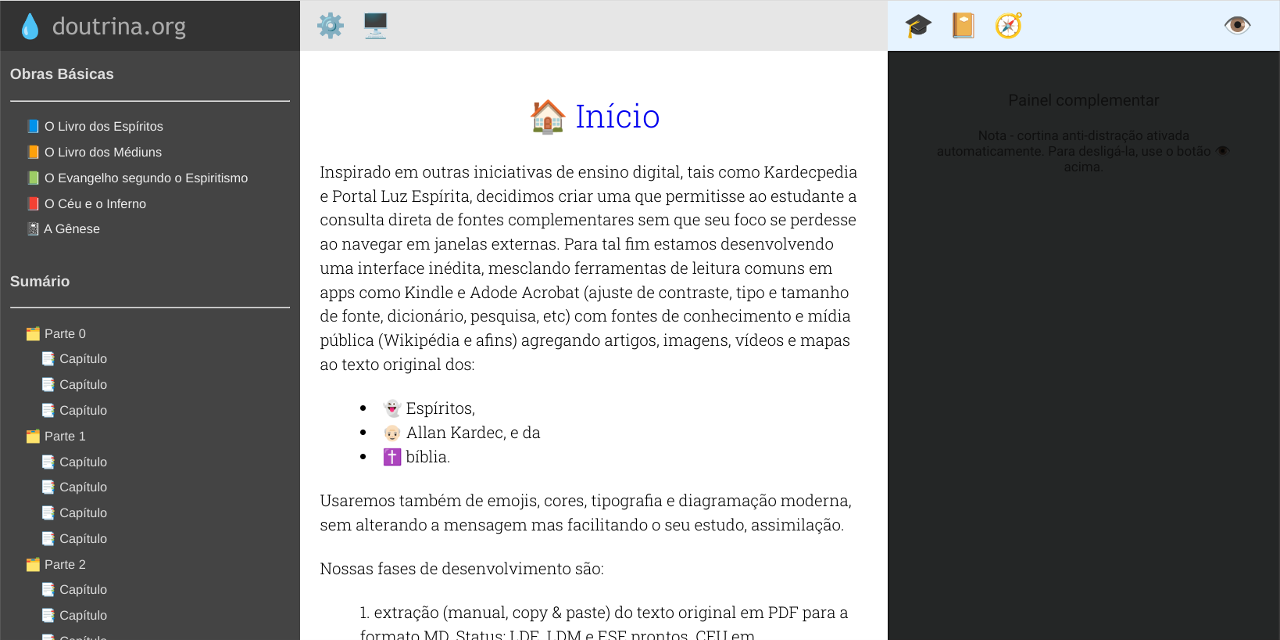 doutrina.org
Obras Básicas
O Livro dos Espíritos
O Livro dos Médiuns
O Evangelho segundo o Espiritismo
O Céu e o Inferno
A Gênese
Sumário
Parte 0
Capítulo
Capítulo
Capítulo
Parte 1
Capítulo
Capítulo
Capítulo
Capítulo
Parte 2
Capítulo
Capítulo
Capítulo
Início
Inspirado em outras iniciativas de ensino digital, tais como Kardecpedia
e Portal Luz Espírita, decidimos criar uma que permitisse ao estudante a
consulta direta de fontes complementares sem que seu foco se perdesse
ao navegar em janelas externas. Para tal fim estamos desenvolvendo
uma interface inédita, mesclando ferramentas de leitura comuns em
apps como Kindle e Adode Acrobat (ajuste de contraste, tipo e tamanho
de fonte, dicionário, pesquisa, etc) com fontes de conhecimento e mídia
pública (Wikipédia e afins) agregando artigos, imagens, vídeos e mapas
ao texto original dos:
• Espíritos,
• Allan Kardec, e da
• bíblia.
Usaremos também de emojis, cores, tipografia e diagramação moderna,
sem alterando a mensagem mas facilitando o seu estudo, assimilação.
Nossas fases de desenvolvimento são:
1. extração (manual, copy & paste) do texto original em PDF para a
formato MD. Status: LDE, LDM e ESE prontos, CEU em
Painel complementar
Nota - cortina anti-distração ativada
automaticamente. Para desligá-la, use o botão
acima.